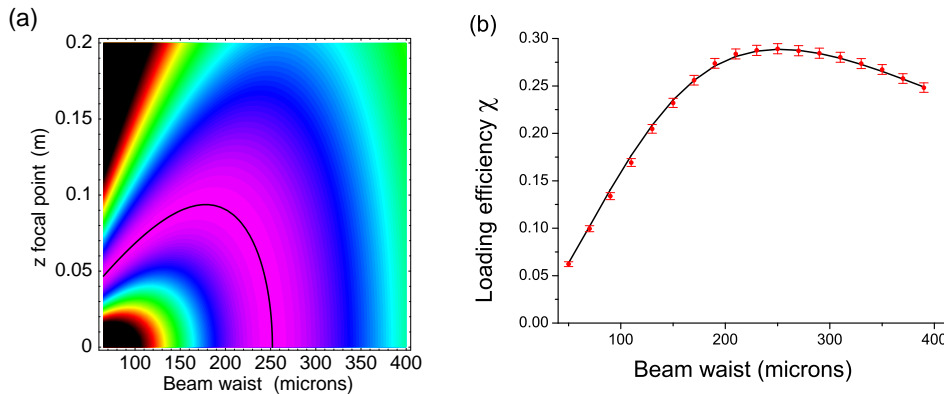 (a)
z focal point (m)
0.2
0.15
0.1
0.05
0
100 150 200 250 300 350 400
Beam waist (microns)
(b)
Loading efficiency χ
0.30
0.25
0.20
0.15
0.10
0.05
0.00
100 200 300 400
Beam waist (microns)